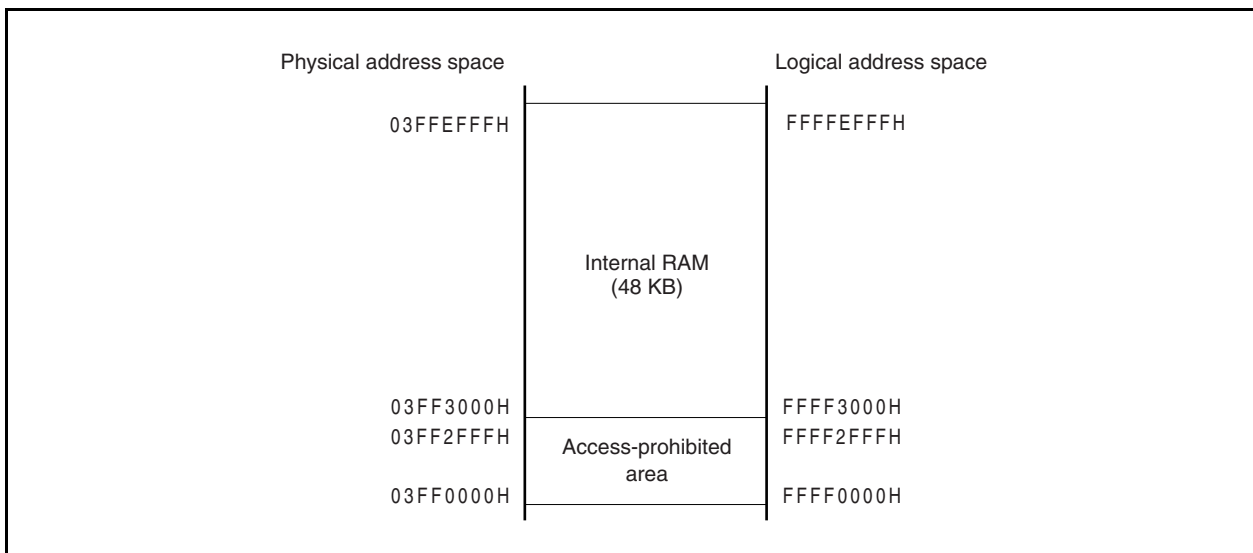 Physical address space
Logical address space
03FFEFFFH
FFFFEFFFH
Internal RAM
(48 KB)
03FF3000H
FFFF3000H
03FF2FFFH
FFFF2FFFH
Access-prohibited
area
03FF0000H
FFFF0000H